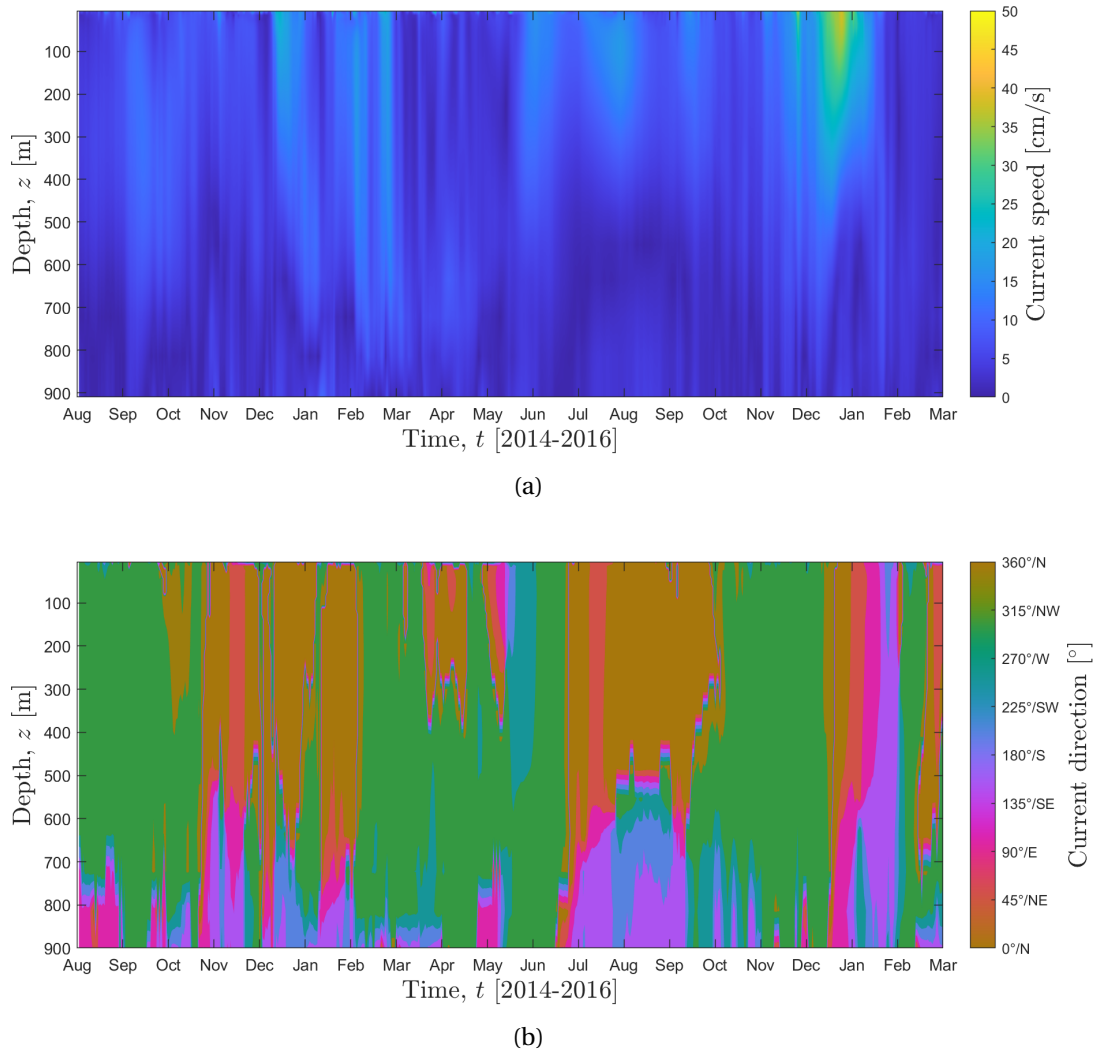 100
200
300
400
500
600
700
800
900
Depth, z [m]
Aug Sep Oct Nov Dec Jan Feb Mar Apr May Jun Jul Aug Sep Oct Nov Dec Jan Feb Mar
Time, t [2014-2016]
50
45
40
35
30
25
20
15
10
5
0
Current speed [cm/s]
(a)
100
200
300
400
500
600
700
800
900
Depth, z [m]
Aug Sep Oct Nov Dec Jan Feb Mar Apr May Jun Jul Aug Sep Oct Nov Dec Jan Feb Mar
Time, t [2014-2016]
360°/N
315°/NW
270°/W
225°/SW
180°/S
135°/SE
90°/E
45°/NE
0°/N
Current direction [°]
(b)